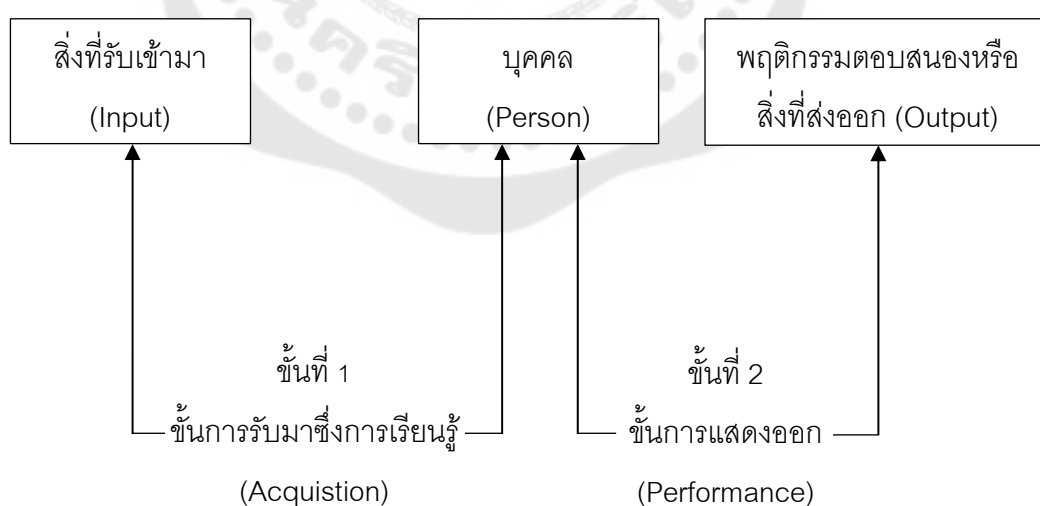 สิ่งที่รับเข้ามา
(Input)
บุคคล
(Person)
พฤติกรรมตอบสนองหรือ
สิ่งที่ส่งออก (Output)
ขั้นที่ 1
ขั้นการรับมาซึ่งการเรียนรู้
(Acquistion)
ขั้นที่ 2
ขั้นการแสดงออก
(Performance)